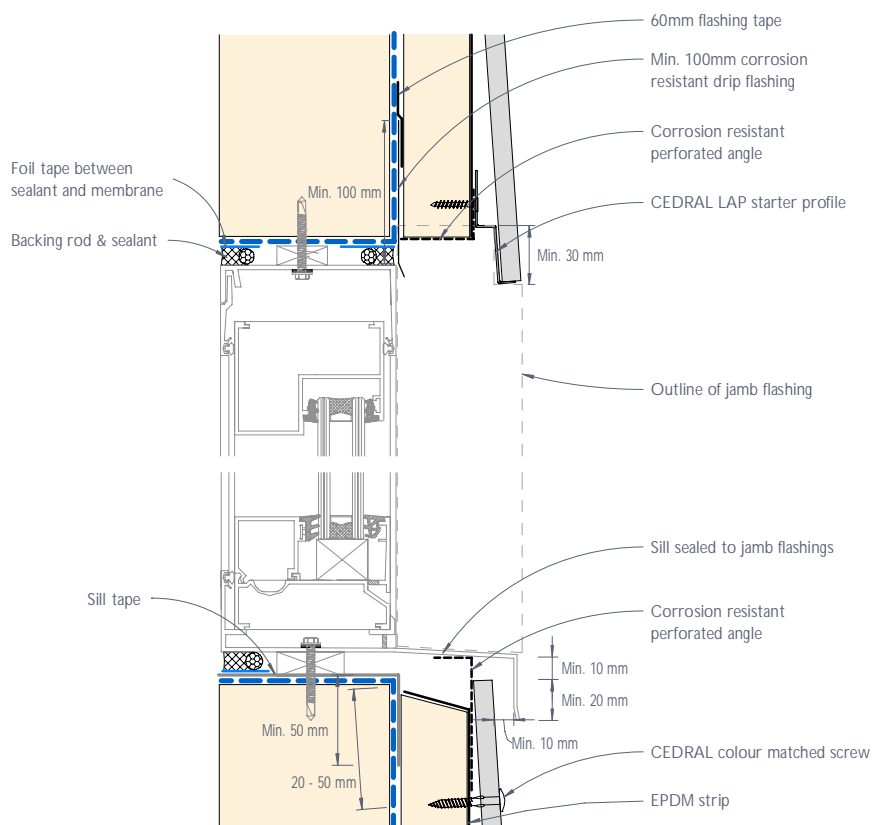 60mm flashing tape
Min. 100mm corrosion
resistant drip flashing
Corrosion resistant
perforated angle
Foil tape between
sealant and membrane
Min. 100 mm
CEDRAL LAP starter profile
Backing rod & sealant
Min. 30 mm
Outline of jamb flashing
Sill sealed to jamb flashings
Sill tape
Corrosion resistant
perforated angle
Min. 10 mm
Min. 20 mm
Min. 50 mm
Min. 10 mm
CEDRAL colour matched screw
20 - 50 mm
EPDM strip